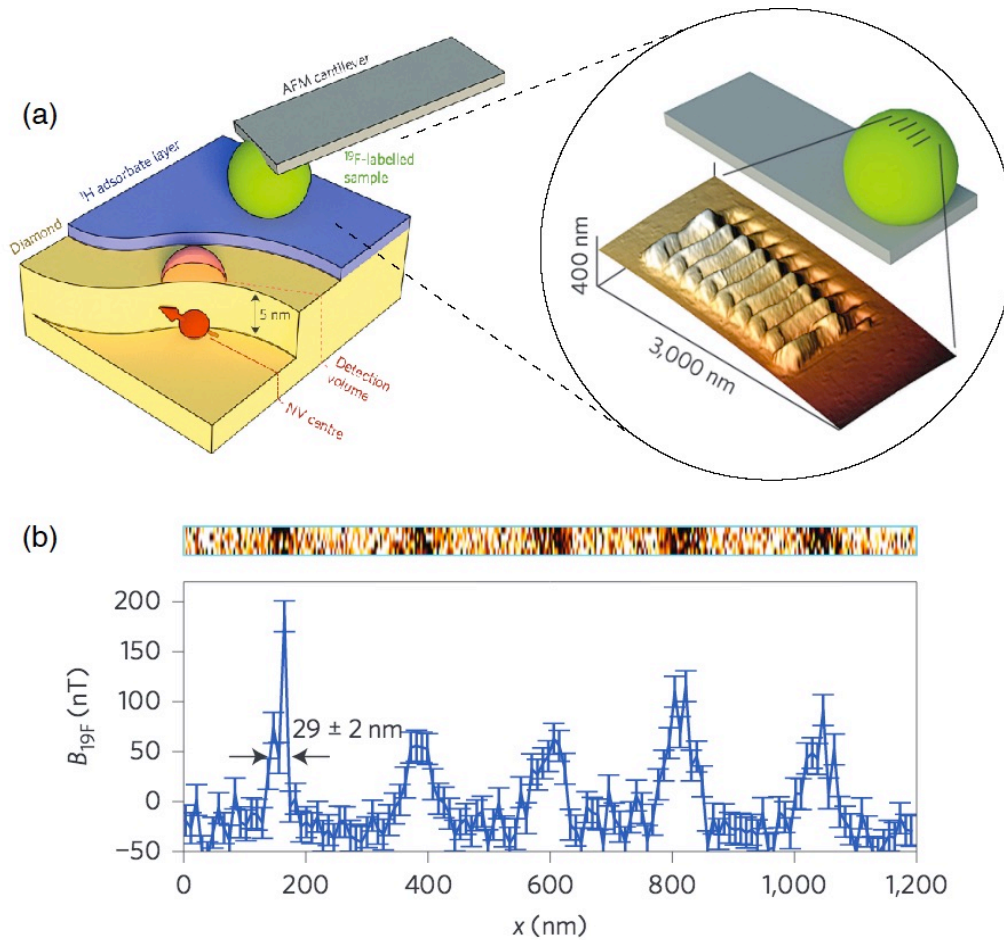 (a)
AFM cantilever
¹⁹F-labelled
sample
¹H adsorbate layer
Diamond
5 nm
Detection
volume
NV centre
400 nm
3,000 nm
(b)
200
150
100
50
0
−50
B19F (nT)
29 ± 2 nm
0
200
400
600
800
1,000
1,200
x (nm)